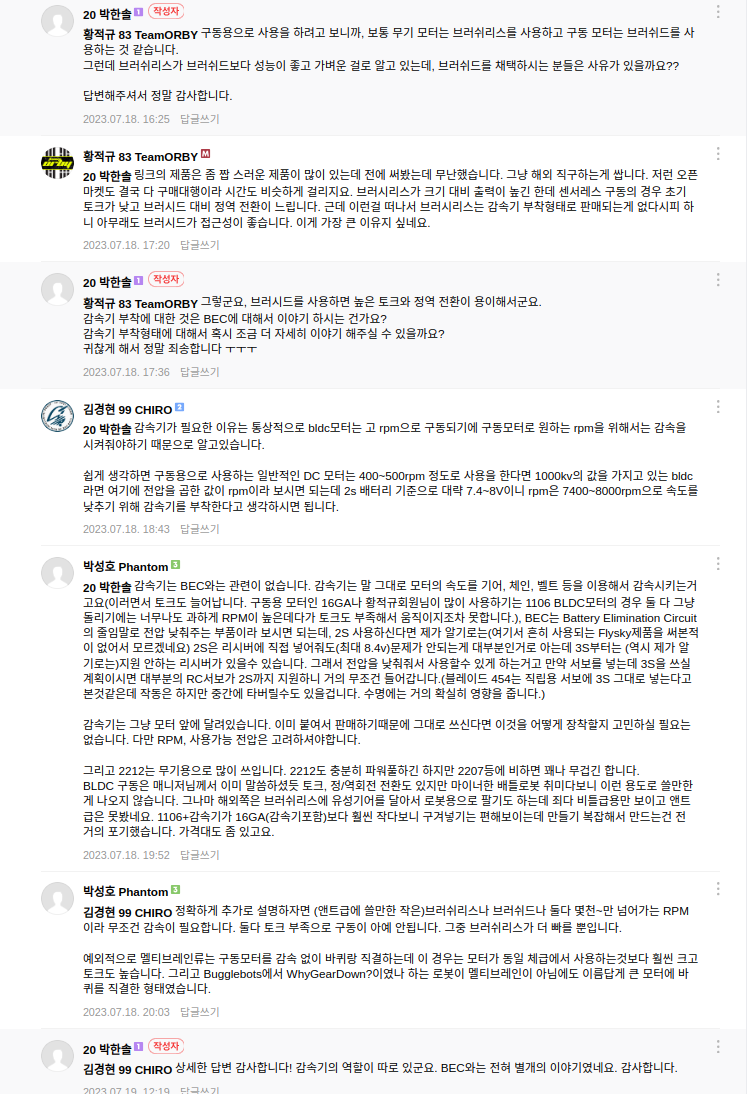 20 박한솔 1 작성자
황적규 83 TeamORBY 구동용으로 사용을 하려고 보니까, 보통 무기 모터는 브러쉬리스를 사용하고 구동 모터는 브러쉬드를 사
용하는 것 같습니다.
그런데 브러쉬리스가 브러쉬드보다 성능이 좋고 가벼운 걸로 알고 있는데, 브러쉬드를 채택하시는 분들은 사유가 있을까요??
답변해주셔서 정말 감사합니다.
2023.07.18. 16:25 답글쓰기
황적규 83 TeamORBY M
20 박한솔 링크의 제품은 좀 짭 스러운 제품이 많이 있는데 전에 써봤는데 무난했습니다. 그냥 해외 직구하는게 쌉니다. 저런 오픈
마켓도 결국 다 구매대행이라 시간도 비슷하게 걸리지요. 브러시리스가 크기 대비 출력이 높긴 한데 센서레스 구동의 경우 초기
토크가 낮고 브러시드 대비 정역 전환이 느립니다. 근데 이런걸 떠나서 브러시리스는 감속기 부착형태로 판매되는게 없다시피 하
니 아무래도 브러시드가 접근성이 좋습니다. 이게 가장 큰 이유지 싶네요.
2023.07.18. 17:20 답글쓰기
20 박한솔 1 작성자
황적규 83 TeamORBY 그렇군요, 브러시드를 사용하면 높은 토크와 정역 전환이 용이해서군요.
감속기 부착에 대한 것은 BEC에 대해서 이야기 하시는 건가요?
감속기 부착형태에 대해서 혹시 조금 더 자세히 이야기 해주실 수 있을까요?
귀찮게 해서 정말 죄송합니다 ㅜㅜㅜ
2023.07.18. 17:36 답글쓰기
김경현 99 CHIRO 2
20 박한솔 감속기가 필요한 이유는 통상적으로 bldc모터는 고 rpm으로 구동되기에 구동모터로 원하는 rpm을 위해서는 감속을
시켜줘야하기 때문으로 알고있습니다.
쉽게 생각하면 구동용으로 사용하는 일반적인 DC 모터는 400~500rpm 정도로 사용을 한다면 1000kv의 값을 가지고 있는 bldc
라면 여기에 전압을 곱한 값이 rpm이라 보시면 되는데 2s 배터리 기준으로 대략 7.4~8V이니 rpm은 7400~8000rpm으로 속도를
낮추기 위해 감속기를 부착한다고 생각하시면 됩니다.
2023.07.18. 18:43 답글쓰기
박성호 Phantom 3
20 박한솔 감속기는 BEC와는 관련이 없습니다. 감속기는 말 그대로 모터의 속도를 기어, 체인, 벨트 등을 이용해서 감속시키는거
고요(이러면서 토크도 늘어납니다. 구동용 모터인 16GA나 황적규회원님이 많이 사용하기는 1106 BLDC모터의 경우 둘 다 그냥
돌리기에는 너무나도 과하게 RPM이 높은데다가 토크도 부족해서 움직이지조차 못합니다.), BEC는 Battery Elimination Circuit
의 줄임말로 전압 낮춰주는 부품이라 보시면 되는데, 2S 사용하신다면 제가 알기로는(여기서 흔히 사용되는 Flysky제품을 써본적
이 없어서 모르겠네요) 2S은 리시버에 직접 넣어줘도(최대 8.4v)문제가 안되는게 대부분인거로 아는데 3S부터는 (역시 제가 알
기로는)지원 안하는 리시버가 있을수 있습니다. 그래서 전압을 낮춰줘서 사용할수 있게 하는거고 만약 서보를 넣는데 3S을 쓰실
계획이시면 대부분의 RC서보가 2S까지 지원하니 거의 무조건 들어갑니다.(블레이드 454는 직립용 서보에 3S 그대로 넣는다고
본것같은데 작동은 하지만 중간에 타버릴수도 있을겁니다. 수명에는 거의 확실히 영향을 줍니다.)
감속기는 그냥 모터 앞에 달려있습니다. 이미 붙여서 판매하기때문에 그대로 쓰신다면 이것을 어떻게 장착할지 고민하실 필요는
없습니다. 다만 RPM, 사용가능 전압은 고려하셔야합니다.
그리고 2212는 무기용으로 많이 쓰입니다. 2212도 충분히 파워풀하긴 하지만 2207등에 비하면 꽤나 무겁긴 합니다.
BLDC 구동은 매니저님께서 이미 말씀하셨듯 토크, 정/역회전 전환도 있지만 마이너한 배틀로봇 취미다보니 이런 용도로 쓸만한
게 나오지 않습니다. 그나마 해외쪽은 브러쉬리스에 유성기어를 달아서 로봇용으로 팔기도 하는데 죄다 비틀급용만 보이고 앤트
급은 못봤네요. 1106+감속기가 16GA(감속기포함)보다 훨씬 작다보니 구겨넣기는 편해보이는데 만들기 복잡해서 만드는건 전
거의 포기했습니다. 가격대도 좀 있고요.
2023.07.18. 19:52 답글쓰기
박성호 Phantom 3
김경현 99 CHIRO 정확하게 추가로 설명하자면 (앤트급에 쓸만한 작은)브러쉬리스나 브러쉬드나 둘다 몇천~만 넘어가는 RPM
이라 무조건 감속이 필요합니다. 둘다 토크 부족으로 구동이 아예 안됩니다. 그중 브러쉬리스가 더 빠를 뿐입니다.
예외적으로 멜티브레인류는 구동모터를 감속 없이 바퀴랑 직결하는데 이 경우는 모터가 동일 체급에서 사용하는것보다 훨씬 크고
토크도 높습니다. 그리고 Bugglebots에서 WhyGearDown?이였나 하는 로봇이 멜티브레인이 아님에도 이름답게 큰 모터에 바
퀴를 직결한 형태였습니다.
2023.07.18. 20:03 답글쓰기
20 박한솔 1 작성자
김경현 99 CHIRO 상세한 답변 감사합니다! 감속기의 역할이 따로 있군요. BEC와는 전혀 별개의 이야기였네요. 감사합니다.
2023.07.19. 12:19 답글쓰기